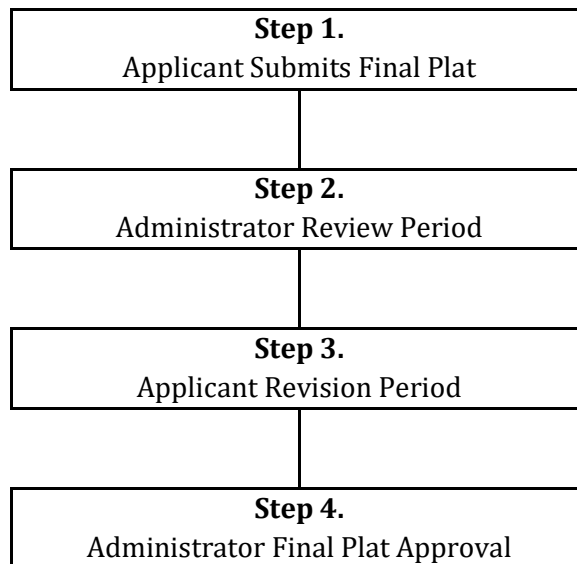 Step 1.
Applicant Submits Final Plat
Step 2.
Administrator Review Period
Step 3.
Applicant Revision Period
Step 4.
Administrator Final Plat Approval